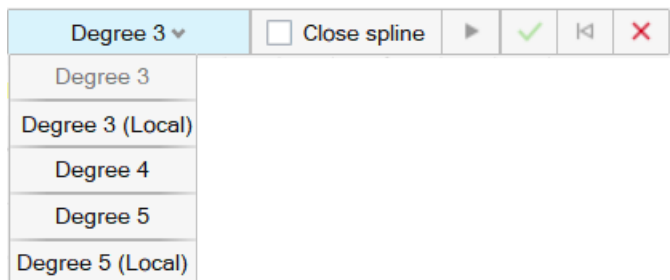 Degree 3 Close spline
Degree 3
Degree 3 (Local)
Degree 4
Degree 5
Degree 5 (Local)